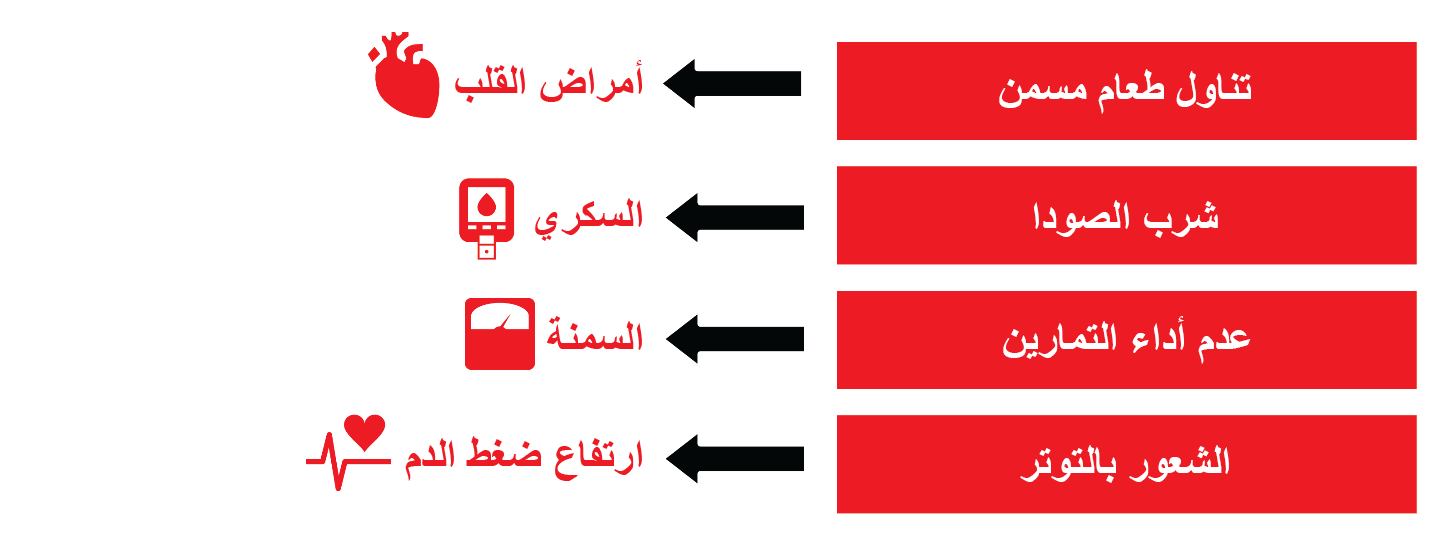 تناول طعام مسمن
أمراض القلب
شرب الصودا
السكري
عدم أداء التمارين
السمنة
الشعور بالتوتر
ارتفاع ضغط الدم